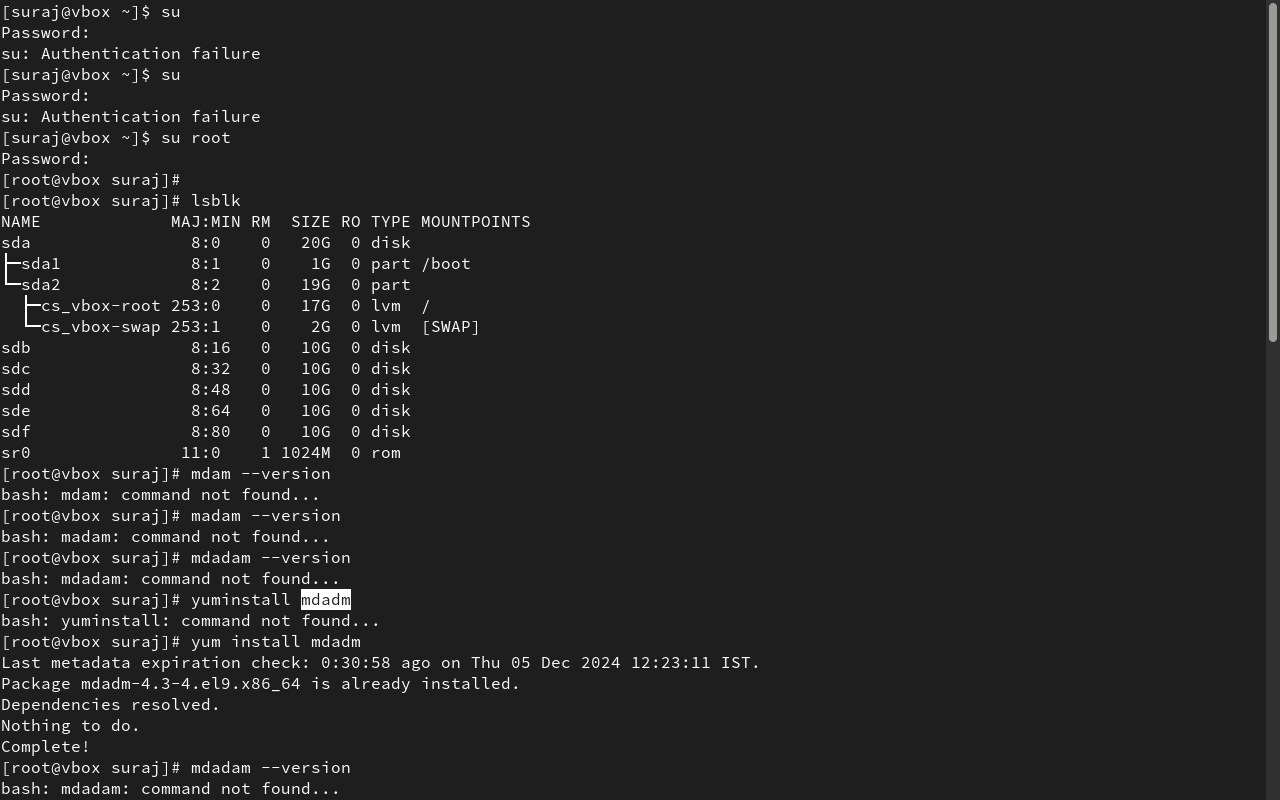 [suraj@vbox ~]$ su
Password:
su: Authentication failure
[suraj@vbox ~]$ su
Password:
su: Authentication failure
[suraj@vbox ~]$ su root
Password:
[root@vbox suraj]#
[root@vbox suraj]# lsblk
NAME             MAJ:MIN RM  SIZE RO TYPE MOUNTPOINTS
sda                8:0    0   20G  0 disk
├─sda1             8:1    0    1G  0 part /boot
└─sda2             8:2    0   19G  0 part
  ├─cs_vbox-root 253:0    0   17G  0 lvm  /
  └─cs_vbox-swap 253:1    0    2G  0 lvm  [SWAP]
sdb                8:16   0   10G  0 disk
sdc                8:32   0   10G  0 disk
sdd                8:48   0   10G  0 disk
sde                8:64   0   10G  0 disk
sdf                8:80   0   10G  0 disk
sr0               11:0    1 1024M  0 rom
[root@vbox suraj]# mdam --version
bash: mdam: command not found...
[root@vbox suraj]# madam --version
bash: madam: command not found...
[root@vbox suraj]# mdadam --version
bash: mdadam: command not found...
[root@vbox suraj]# yuminstall mdadm
bash: yuminstall: command not found...
[root@vbox suraj]# yum install mdadm
Last metadata expiration check: 0:30:58 ago on Thu 05 Dec 2024 12:23:11 IST.
Package mdadm-4.3-4.el9.x86_64 is already installed.
Dependencies resolved.
Nothing to do.
Complete!
[root@vbox suraj]# mdadam --version
bash: mdadam: command not found...